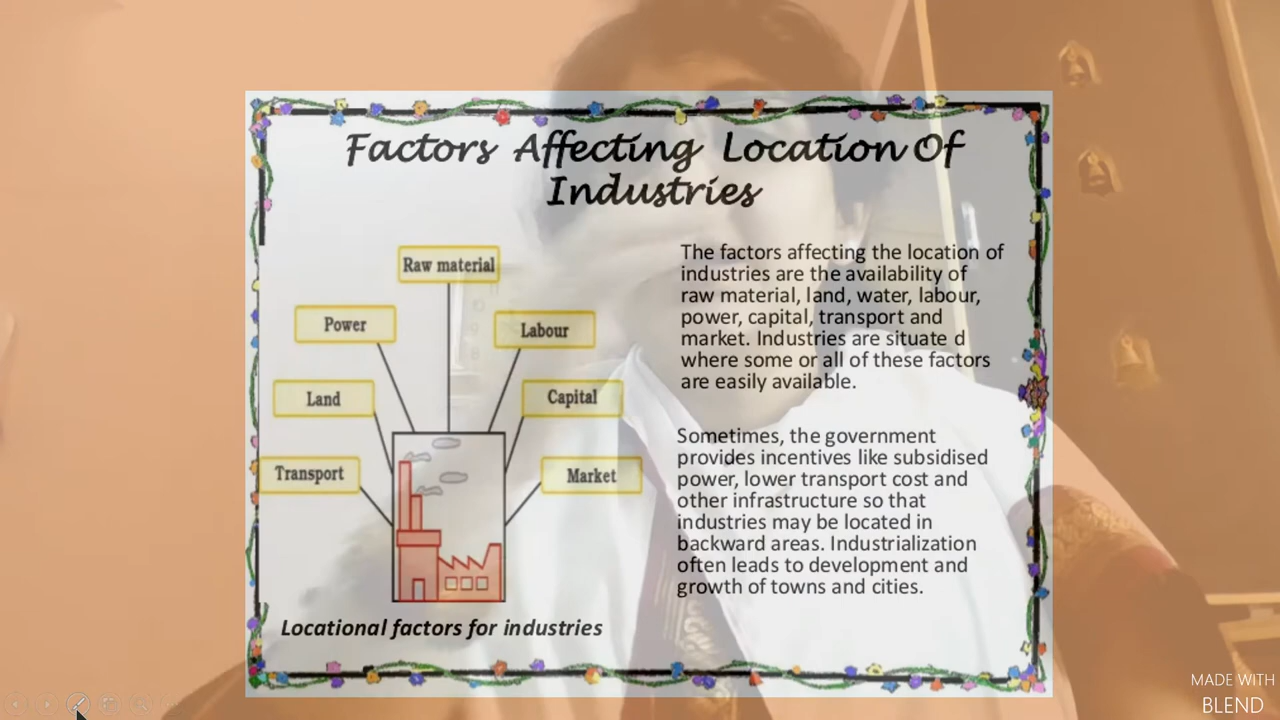 Factors Affecting Location Of
Industries
Raw material
Power
Labour
Land
Capital
Transport
Market
Locational factors for industries
The factors affecting the location of
industries are the availability of
raw material, land, water, labour,
power, capital, transport and
market. Industries are situate d
where some or all of these factors
are easily available.
Sometimes, the government
provides incentives like subsidised
power, lower transport cost and
other infrastructure so that
industries may be located in
backward areas. Industrialization
often leads to development and
growth of towns and cities.
MADE WITH
BLEND